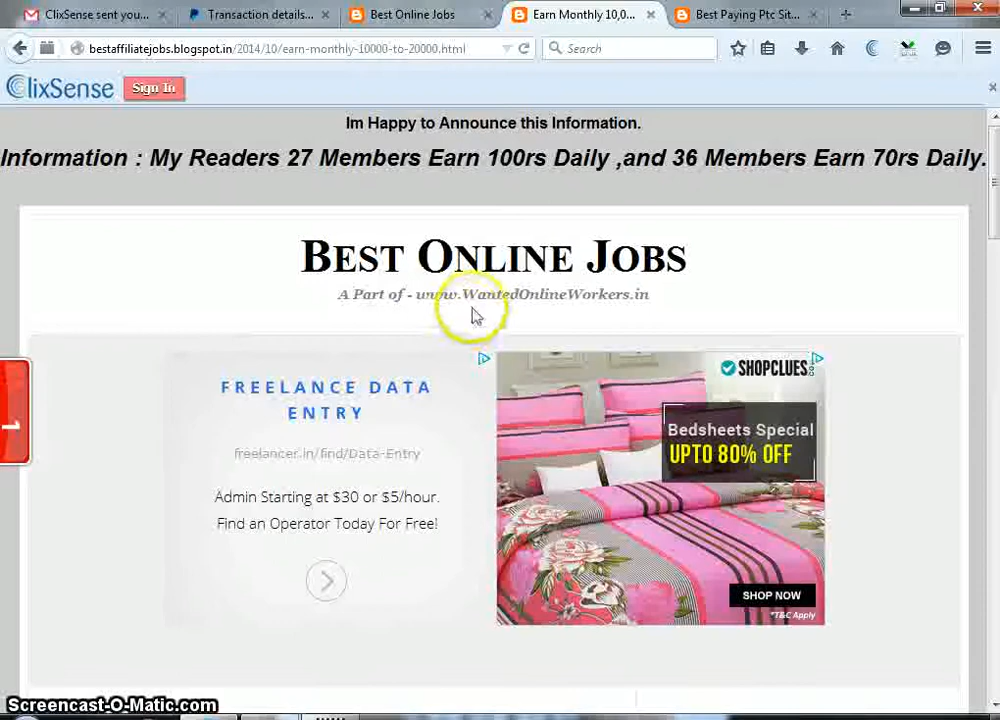 ClixSense sent you...
Transaction details...
Best Online Jobs
Earn Monthly 10,0...
Best Paying Ptc Sit...
bestaffiliatejobs.blogspot.in/2014/10/earn-monthly-10000-to-20000.html
Search
ClixSense
Sign In
Im Happy to Announce this Information.
Information : My Readers 27 Members Earn 100rs Daily ,and 36 Members Earn 70rs Daily.
BEST ONLINE JOBS
A Part of - www.WantedOnlineWorkers.in
FREELANCE DATA
ENTRY
freelancer.in/find/Data-Entry
Admin Starting at $30 or $5/hour.
Find an Operator Today For Free!
SHOPCLUES.com
Bedsheets Special
UPTO 80% OFF
SHOP NOW
*T&C Apply
1
Screencast-O-Matic.com